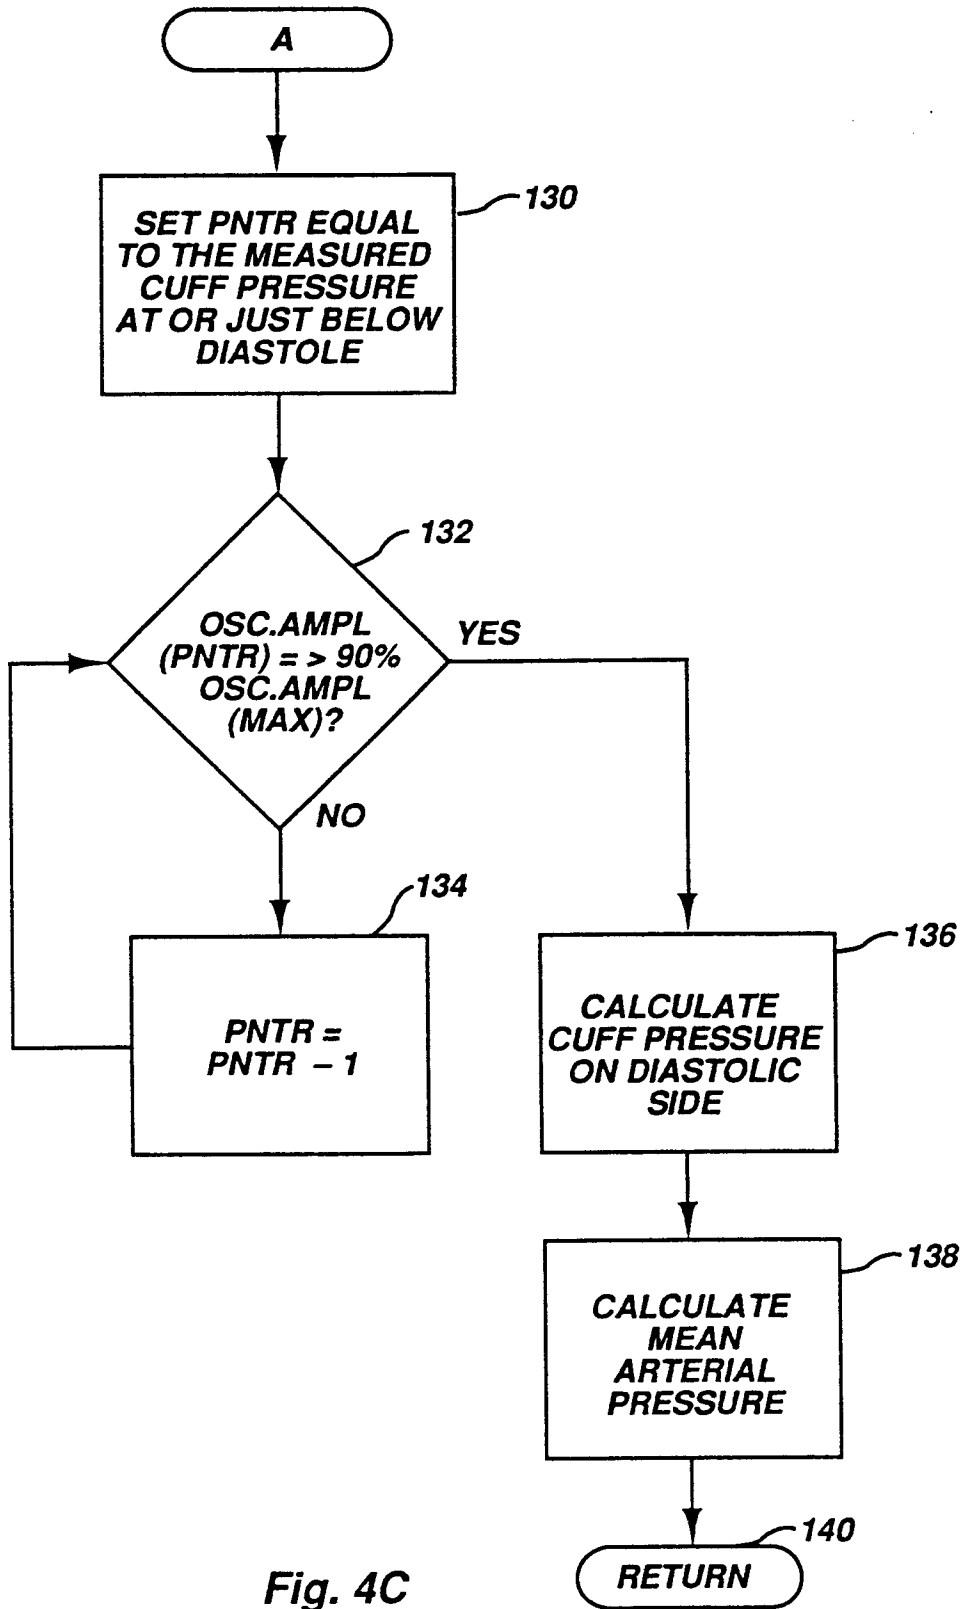 A
130
SET PNTR EQUAL
TO THE MEASURED
CUFF PRESSURE
AT OR JUST BELOW
DIASTOLE
132
OSC.AMPL
(PNTR) = > 90%
OSC.AMPL
(MAX)?
YES
NO
134
PNTR =
PNTR – 1
136
CALCULATE
CUFF PRESSURE
ON DIASTOLIC
SIDE
138
CALCULATE
MEAN
ARTERIAL
PRESSURE
140
RETURN
Fig. 4C